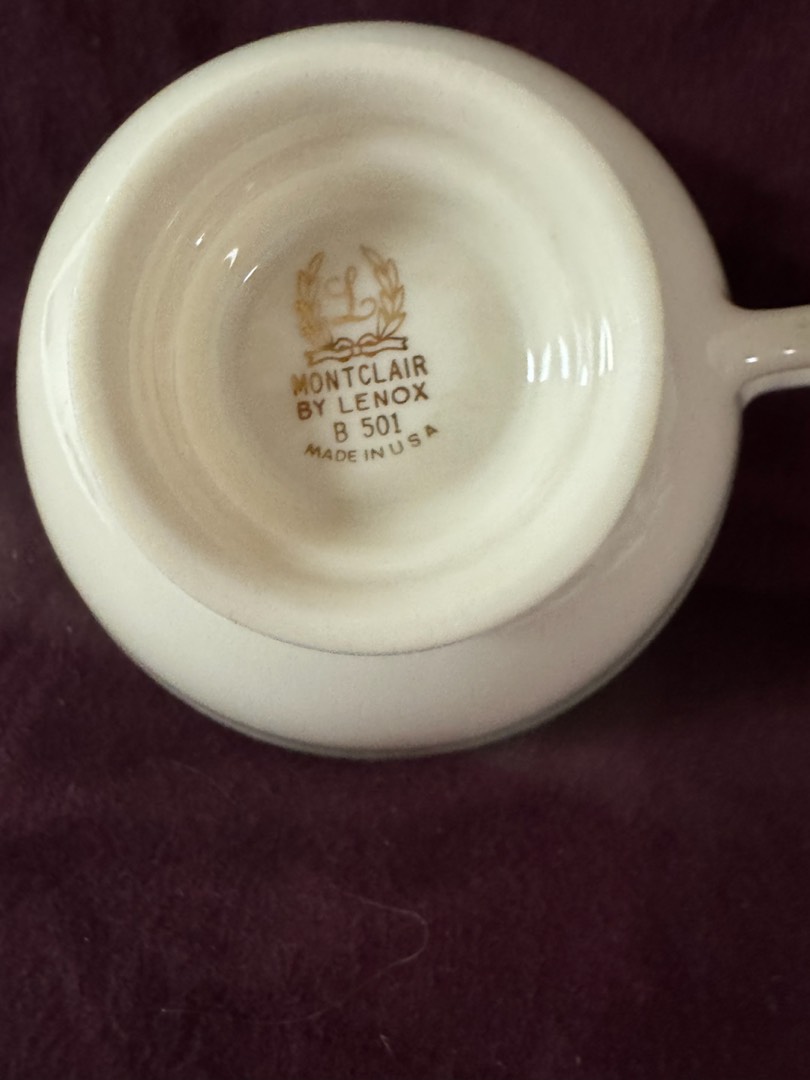 L
MONTCLAIR
BY LENOX
B 501
MADE IN USA